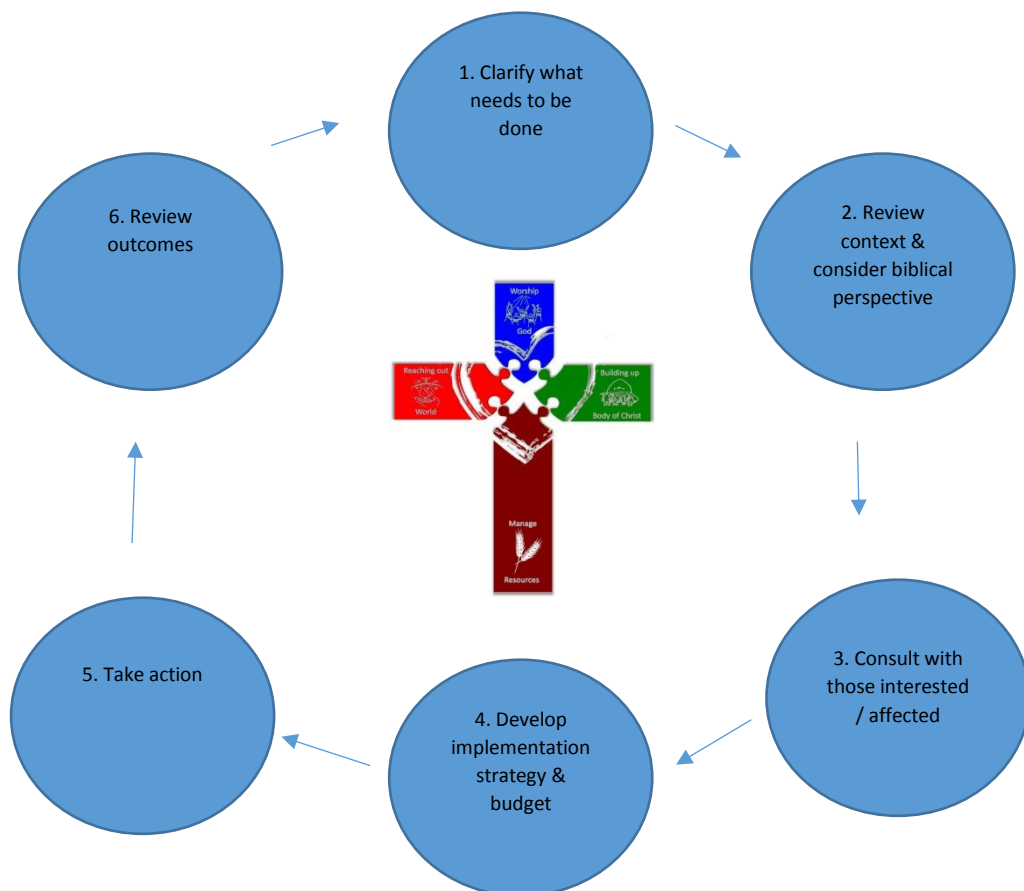 1. Clarify what
needs to be
done
2. Review
context &
consider biblical
perspective
3. Consult with
those interested
/ affected
4. Develop
implementation
strategy &
budget
5. Take action
6. Review
outcomes
Worship
God
Reaching out
World
Building up
Body of Christ
Manage
Resources